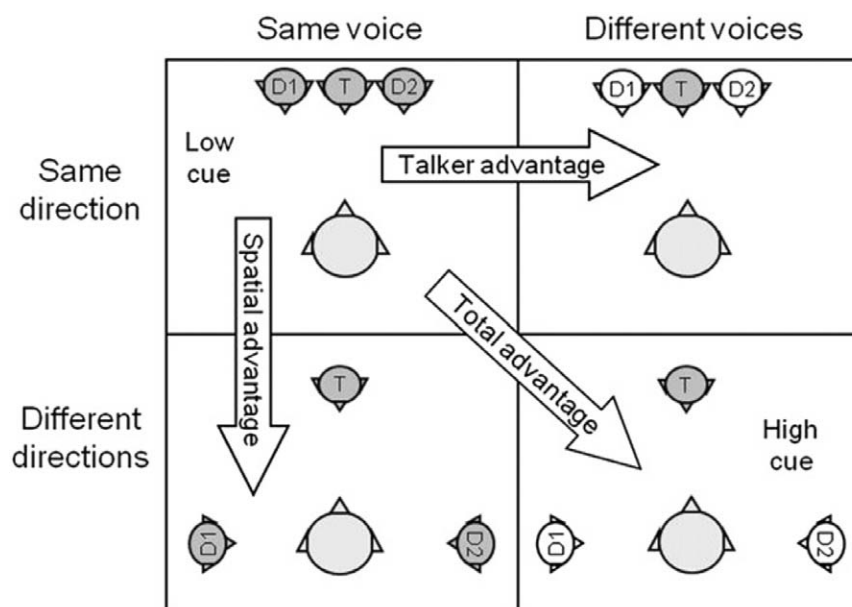 Same voice
Different voices
Same
direction
D1 T D2
Low
cue
D1 T D2
Talker advantage
Spatial advantage
Total advantage
Different
directions
T
D1
D2
T
High
cue
D1
D2